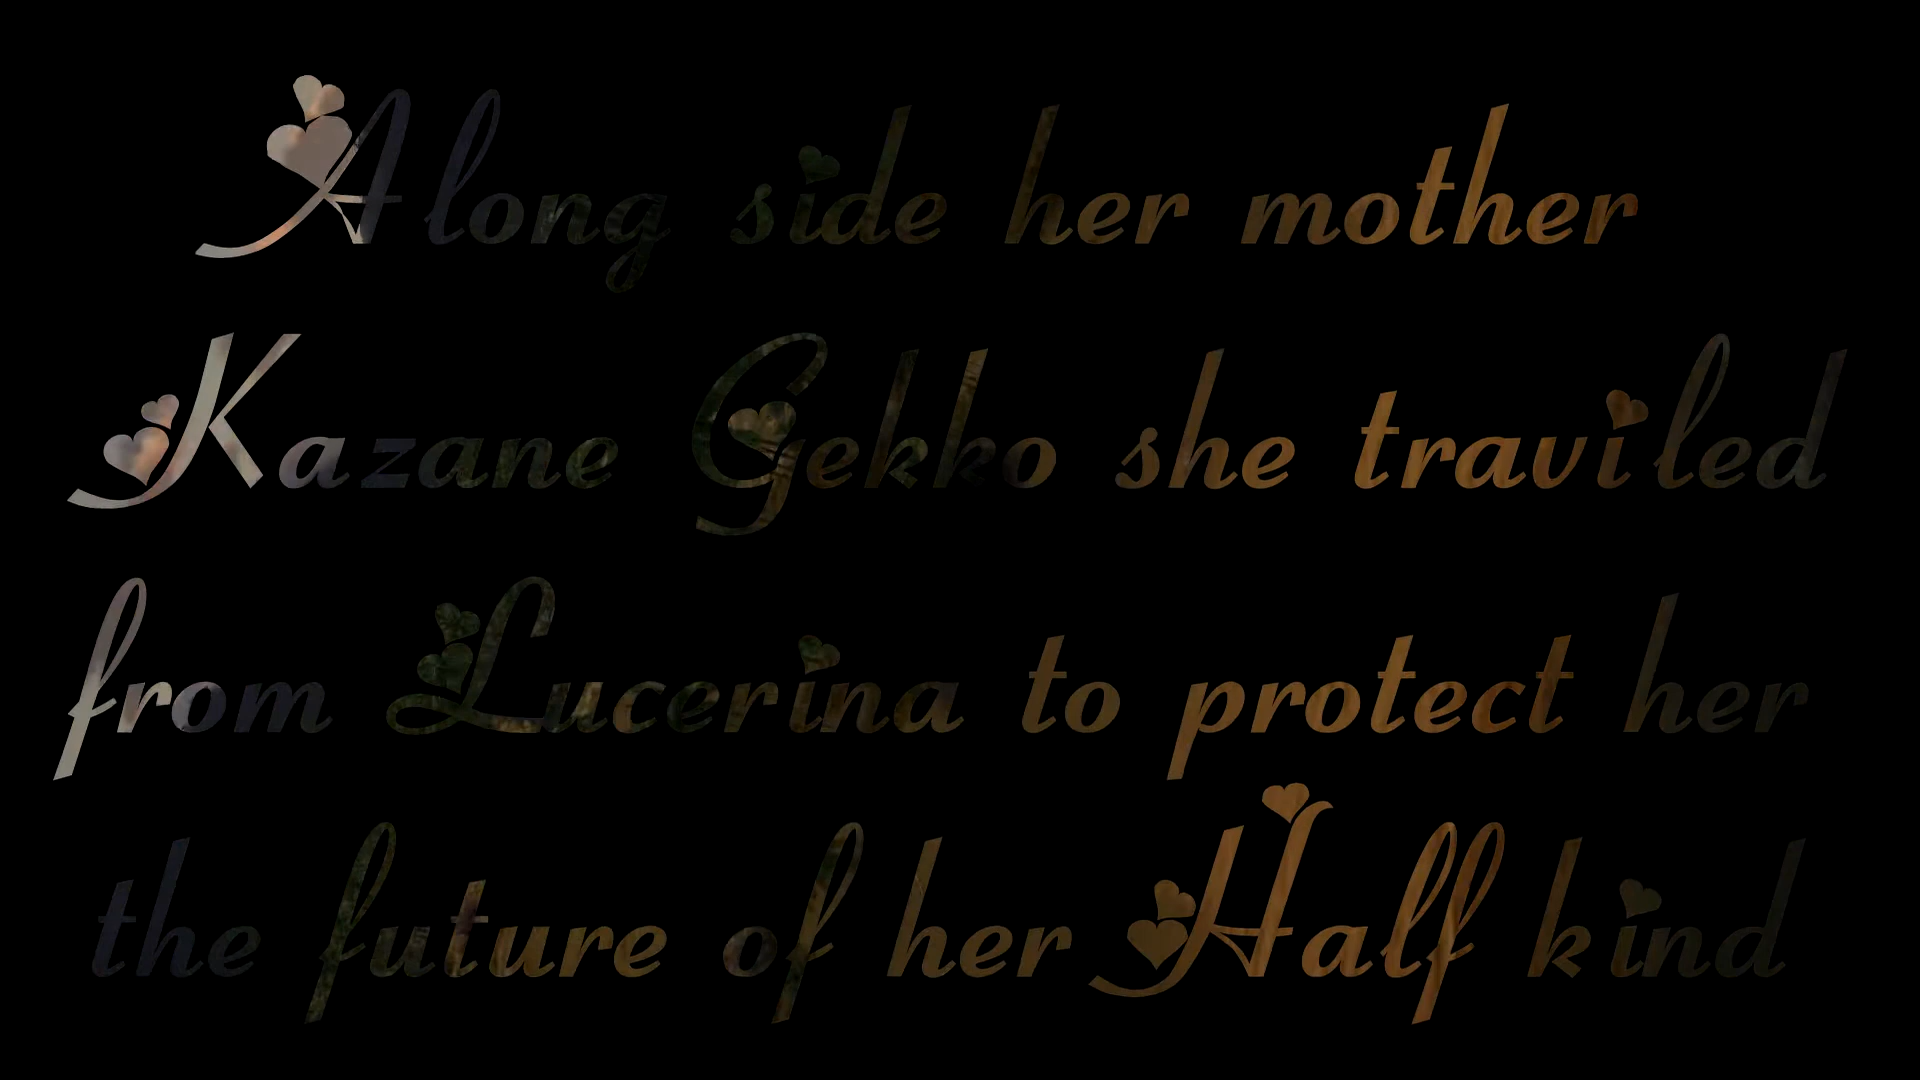 Along side her mother
Kazane Gekko she traviled
from Lucerina to protect her
the future of her Half kind